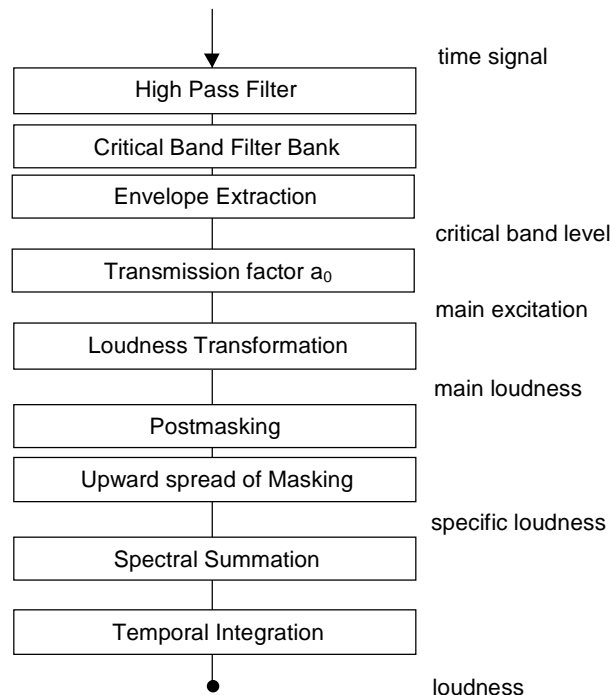 time signal
High Pass Filter
Critical Band Filter Bank
Envelope Extraction
critical band level
Transmission factor a₀
main excitation
Loudness Transformation
main loudness
Postmasking
Upward spread of Masking
specific loudness
Spectral Summation
Temporal Integration
loudness